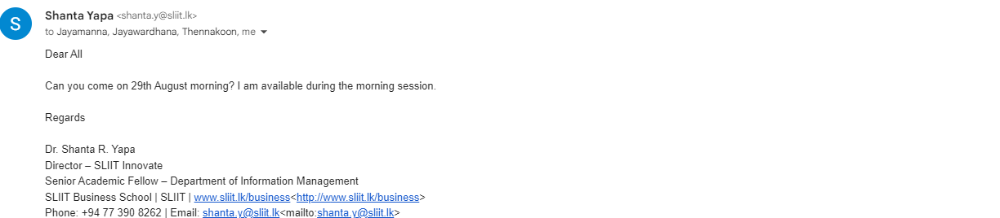 S
Shanta Yapa <shanta.y@sliit.lk>
to Jayamanna, Jayawardhana, Thennakoon, me
Dear All
Can you come on 29th August morning? I am available during the morning session.
Regards
Dr. Shanta R. Yapa
Director – SLIIT Innovate
Senior Academic Fellow – Department of Information Management
SLIIT Business School | SLIIT | www.sliit.lk/business<http://www.sliit.lk/business>
Phone: +94 77 390 8262 | Email: shanta.y@sliit.lk<mailto:shanta.y@sliit.lk>